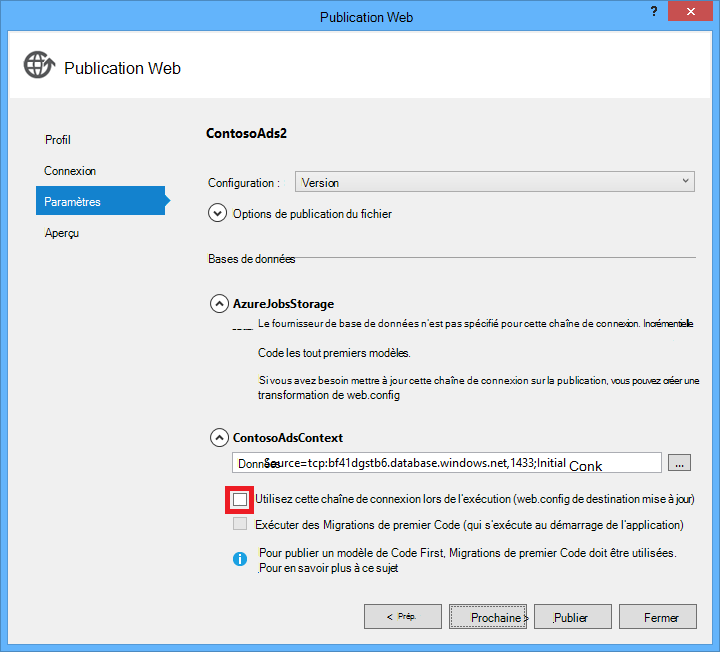 Publication Web
?
Publication Web
Profil
Connexion
Paramètres
Aperçu
ContosoAds2
Configuration :
Version
Options de publication du fichier
Bases de données
AzureJobsStorage
Le fournisseur de base de données n'est pas spécifié pour cette chaîne de connexion. Incrémentielle
Code les tout premiers modèles.
Si vous avez besoin mettre à jour cette chaîne de connexion sur la publication, vous pouvez créer une
transformation de web.config
ContosoAdsContext
Données Source=tcp:bf41dgstb6.database.windows.net,1433;Initial Conk
...
Utilisez cette chaîne de connexion lors de l'exécution (web.config de destination mise à jour)
Exécuter des Migrations de premier Code (qui s'exécute au démarrage de l'application)
Pour publier un modèle de Code First, Migrations de premier Code doit être utilisées.
Pour en savoir plus à ce sujet
< Prép.
Prochaine >
Publier
Fermer